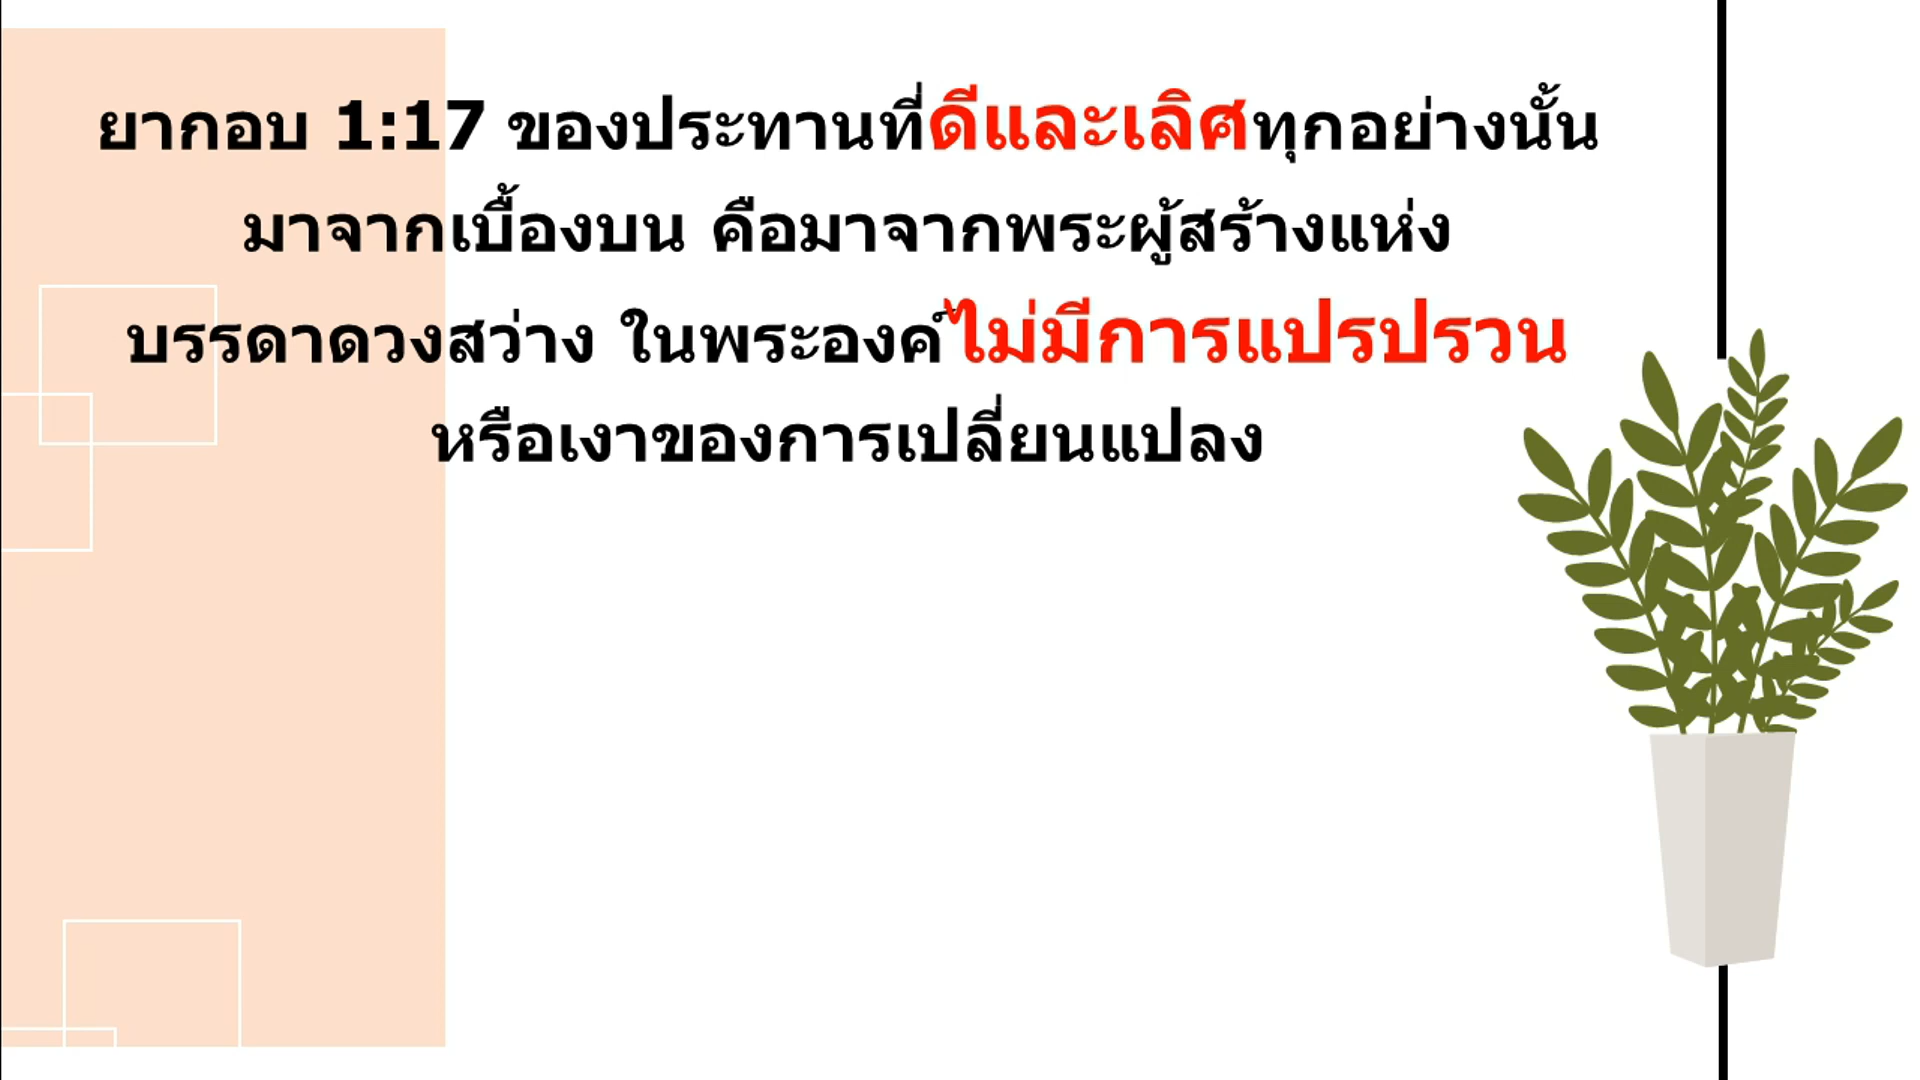 ยากอบ 1:17 ของประทานที่ดีและเลิศทุกอย่างนั้น
มาจากเบื้องบน คือมาจากพระผู้สร้างแห่ง
บรรดาดวงสว่าง ในพระองค์ไม่มีการแปรปรวน
หรือเงาของการเปลี่ยนแปลง